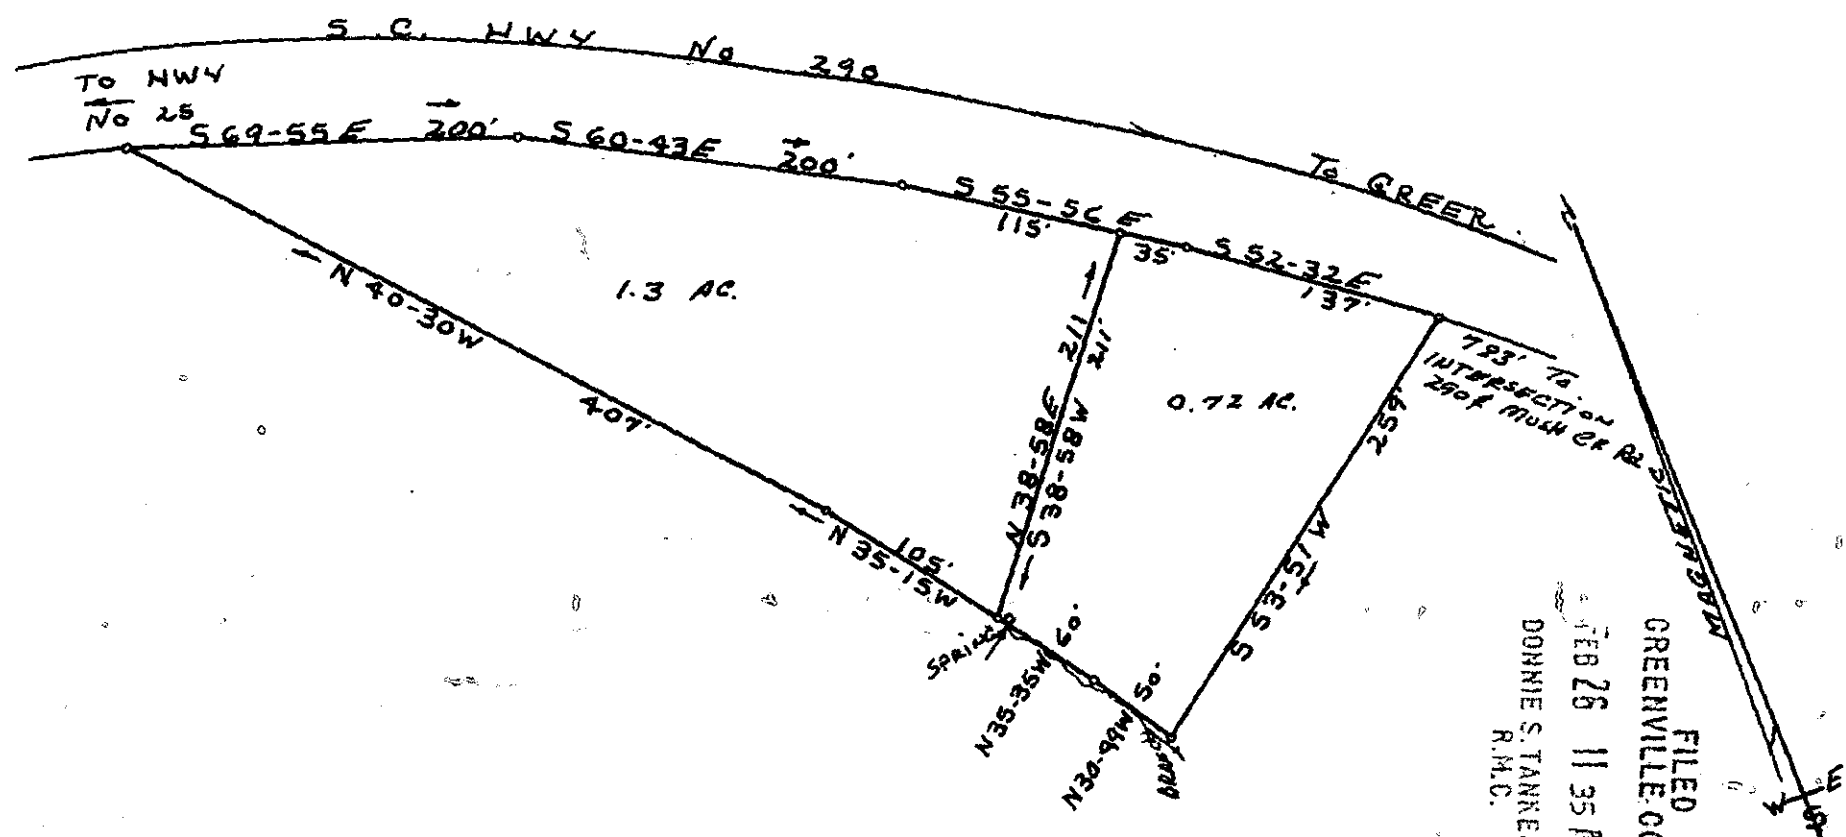 S. C. HWY No 290
TO HWY
No 25
S 69-55 E 200'
S 60-43 E 200'
S 55-56 E
115'
35'
S 52-32 E
137'
To GREER
783' To
INTERSECTION
290 & MUSH CR Rd
1.3 AC.
0.72 AC.
N 40-30 W
407'
N 35-15 W
105'
N 38-58 E 211
S 38-58 W 211'
S 53-51 W
259'
SPRING
N 35-35 W 60'
N 30-49 W 50'
MAGNETIC
FILED
GREENVILLE CO
FEB 26 11 35
DONNIE S. TANKE
R.M.C.
W E
S